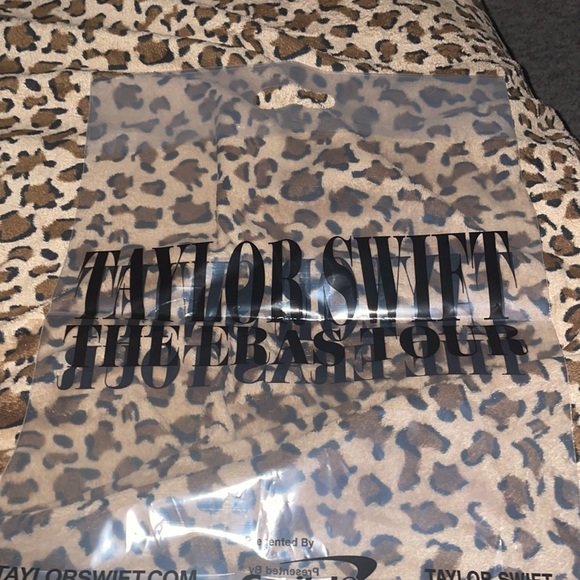 TAYLOR SWIFT
THE ERAS TOUR
Presented By
TAYLORSWIFT.COM
TAYLOR SWIFT